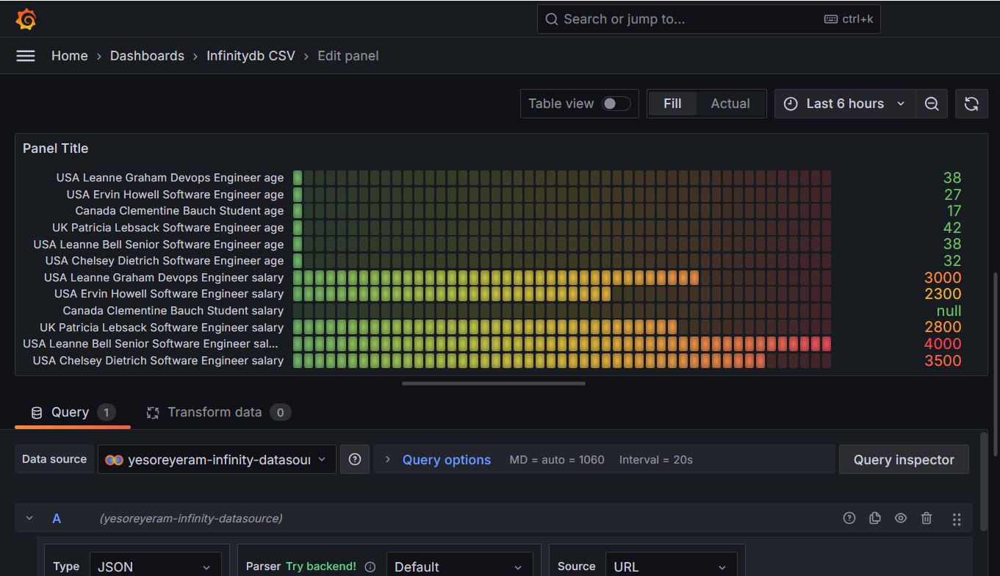 Search or jump to... ctrl+k
Home › Dashboards › Infinitydb CSV › Edit panel
Table view Fill Actual Last 6 hours
Panel Title
USA Leanne Graham Devops Engineer age 38
USA Ervin Howell Software Engineer age 27
Canada Clementine Bauch Student age 17
UK Patricia Lebsack Software Engineer age 42
USA Leanne Bell Senior Software Engineer age 38
USA Chelsey Dietrich Software Engineer age 32
USA Leanne Graham Devops Engineer salary 3000
USA Ervin Howell Software Engineer salary 2300
Canada Clementine Bauch Student salary null
UK Patricia Lebsack Software Engineer salary 2800
USA Leanne Bell Senior Software Engineer sal... 4000
USA Chelsey Dietrich Software Engineer salary 3500
Query 1 Transform data 0
Data source yesoreyeram-infinity-datasour Query options MD = auto = 1060 Interval = 20s Query inspector
A (yesoreyeram-infinity-datasource)
Type JSON Parser Try backend! Default Source URL